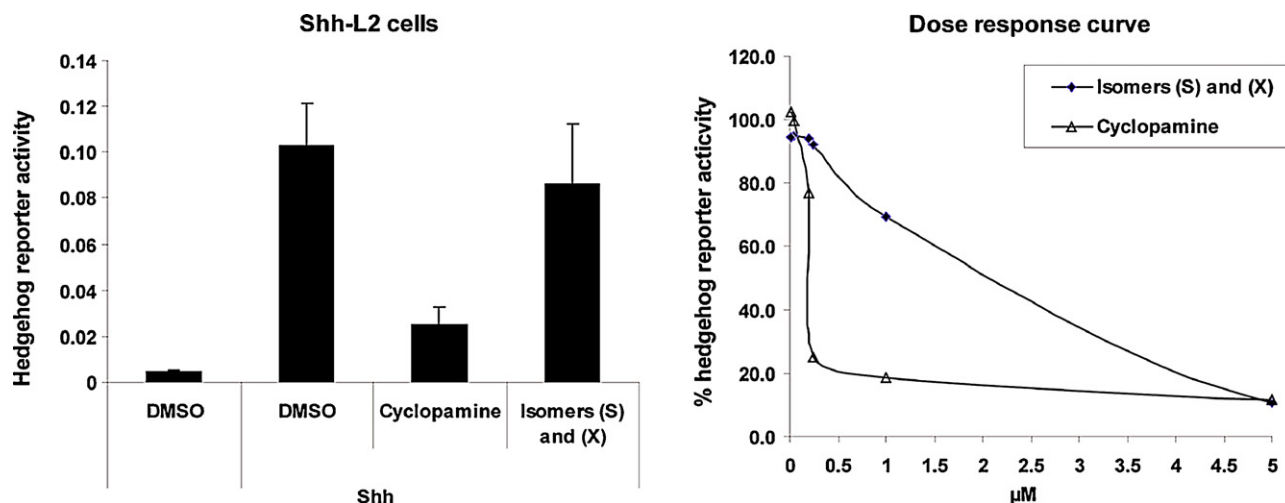 Shh-L2 cells
Hedgehog reporter activity
0.14
0.12
0.10
0.08
0.06
0.04
0.02
0
DMSO
DMSO
Cyclopamine
Isomers (S)
and (X)
Shh
Dose response curve
% hedgehog reporter acticvity
120.0
100.0
80.0
60.0
40.0
20.0
0.0
Isomers (S) and (X)
Cyclopamine
0 0.5 1 1.5 2 2.5 3 3.5 4 4.5 5
µM